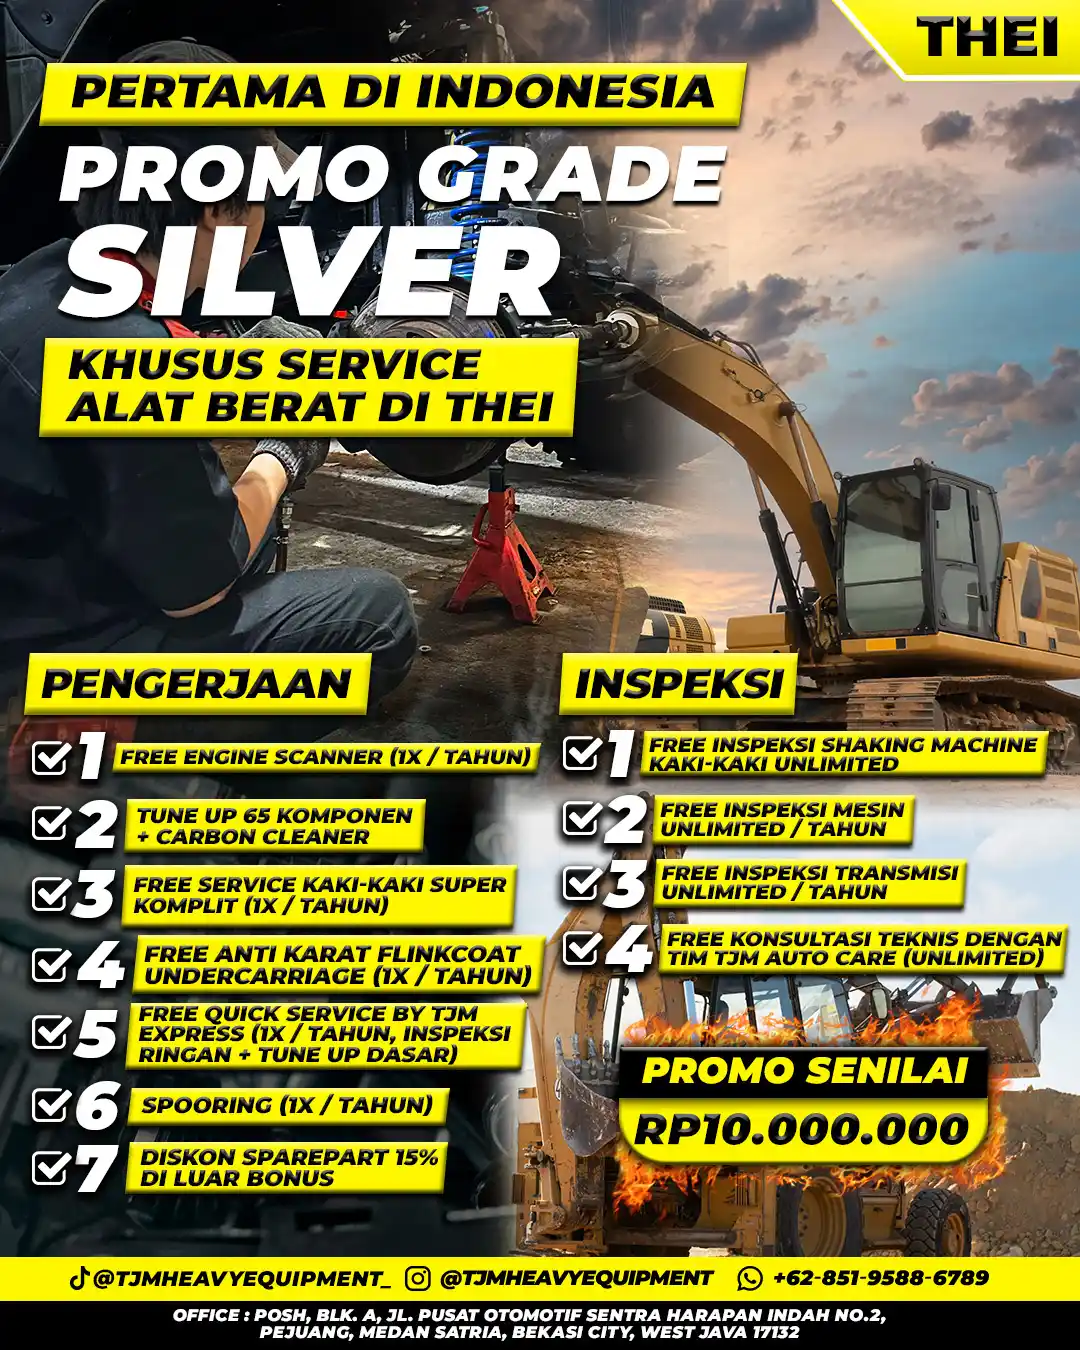 THEI
PERTAMA DI INDONESIA
PROMO GRADE
SILVER
KHUSUS SERVICE
ALAT BERAT DI THEI
PENGERJAAN
1 FREE ENGINE SCANNER (1X / TAHUN)
2 TUNE UP 65 KOMPONEN
+ CARBON CLEANER
3 FREE SERVICE KAKI-KAKI SUPER
KOMPLIT (1X / TAHUN)
4 FREE ANTI KARAT FLINKCOAT
UNDERCARRIAGE (1X / TAHUN)
5 FREE QUICK SERVICE BY TJM
EXPRESS (1X / TAHUN, INSPEKSI
RINGAN + TUNE UP DASAR)
6 SPOORING (1X / TAHUN)
7 DISKON SPAREPART 15%
DI LUAR BONUS
INSPEKSI
1 FREE INSPEKSI SHAKING MACHINE
KAKI-KAKI UNLIMITED
2 FREE INSPEKSI MESIN
UNLIMITED / TAHUN
3 FREE INSPEKSI TRANSMISI
UNLIMITED / TAHUN
4 FREE KONSULTASI TEKNIS DENGAN
TIM TJM AUTO CARE (UNLIMITED)
PROMO SENILAI
RP10.000.000
@TJMHEAVYEQUIPMENT_ @TJMHEAVYEQUIPMENT +62-851-9588-6789
OFFICE : POSH, BLK. A, JL. PUSAT OTOMOTIF SENTRA HARAPAN INDAH NO.2,
PEJUANG, MEDAN SATRIA, BEKASI CITY, WEST JAVA 17132